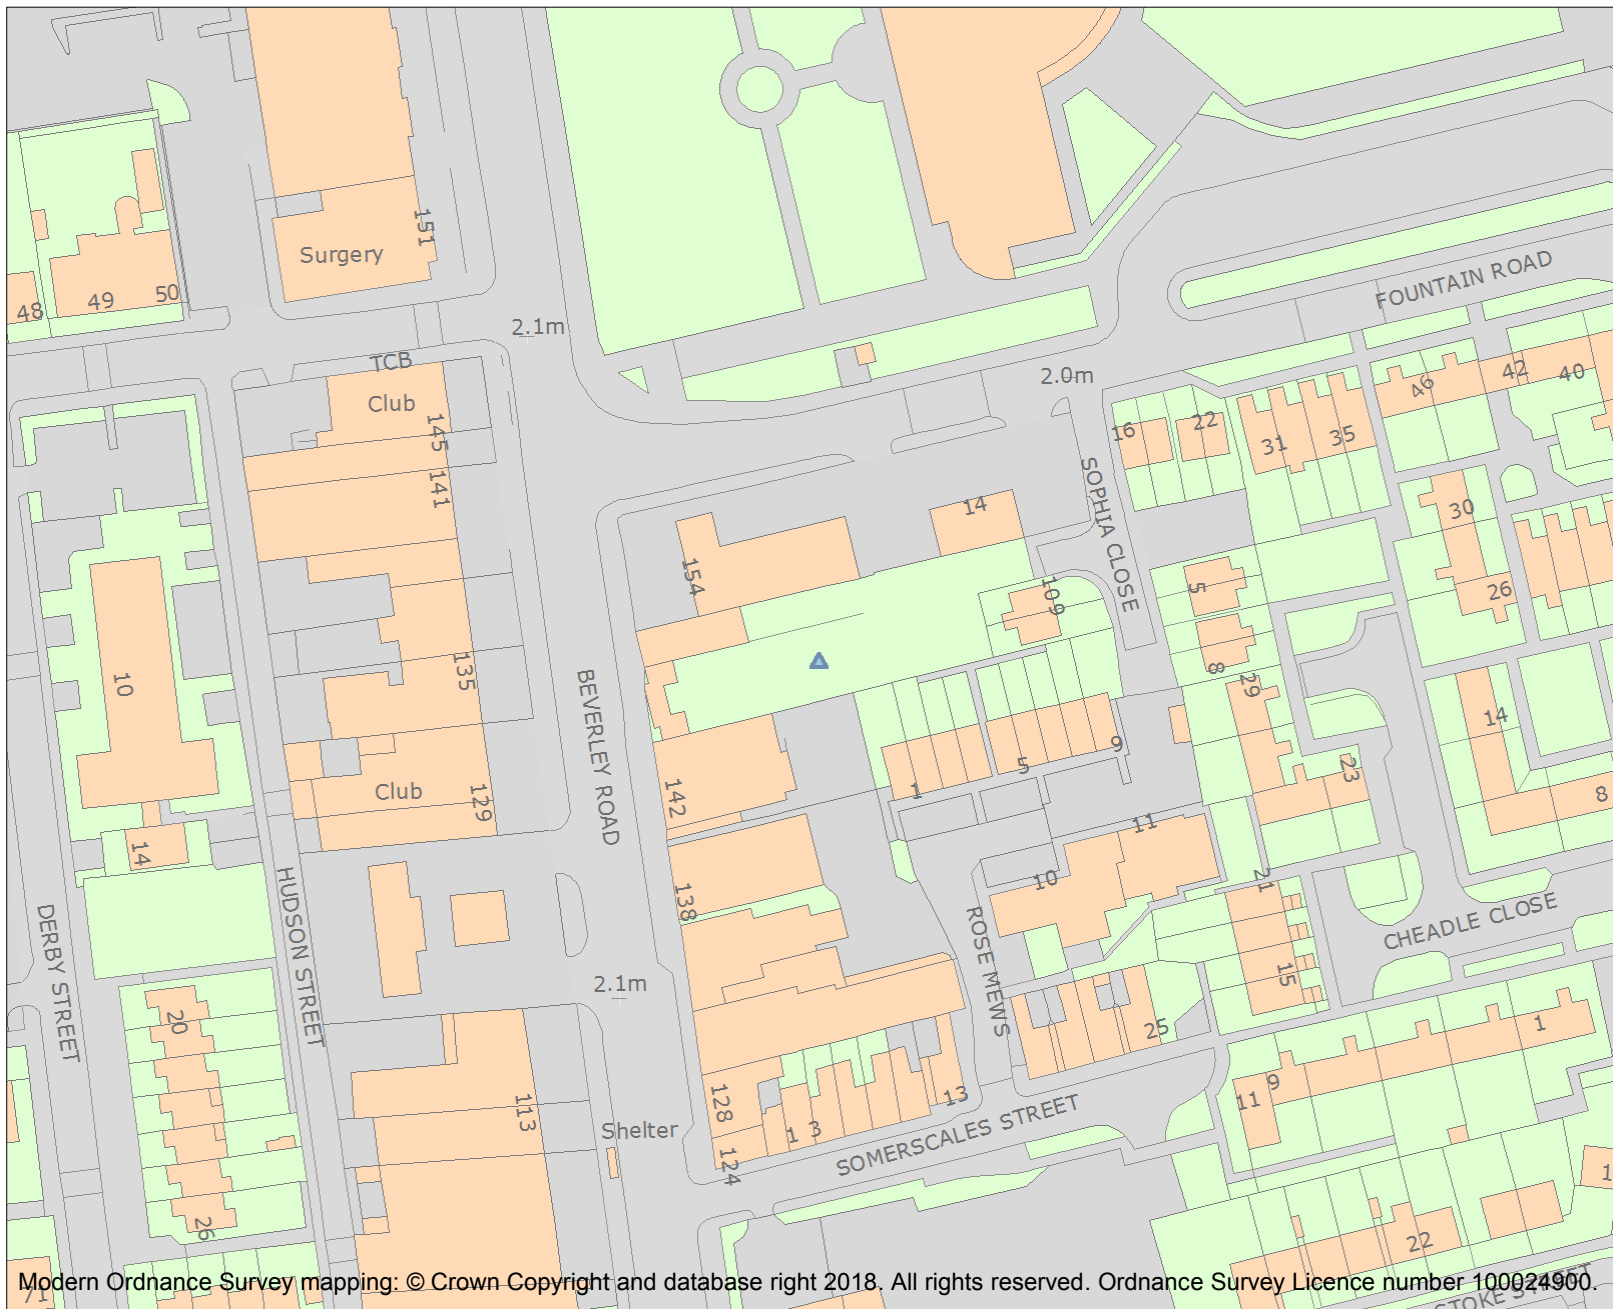 151
Surgery
48
49
50
2.1m
FOUNTAIN ROAD
TCB
Club
145
2.0m
16
22
31
35
46
42
40
141
154
14
SOPHIA CLOSE
109
5
8
30
26
10
135
BEVERLEY ROAD
29
14
Club
129
142
1
5
9
23
8
14
138
10
11
21
HUDSON STREET
DERBY STREET
ROSE MEWS
CHEADLE CLOSE
15
2.1m
20
25
1
9
11
113
128
Shelter
1
3
13
124
SOMERSCALES STREET
26
22
1
71
STOKE STREET
Modern Ordnance Survey mapping: © Crown Copyright and database right 2018. All rights reserved. Ordnance Survey Licence number 100024900.